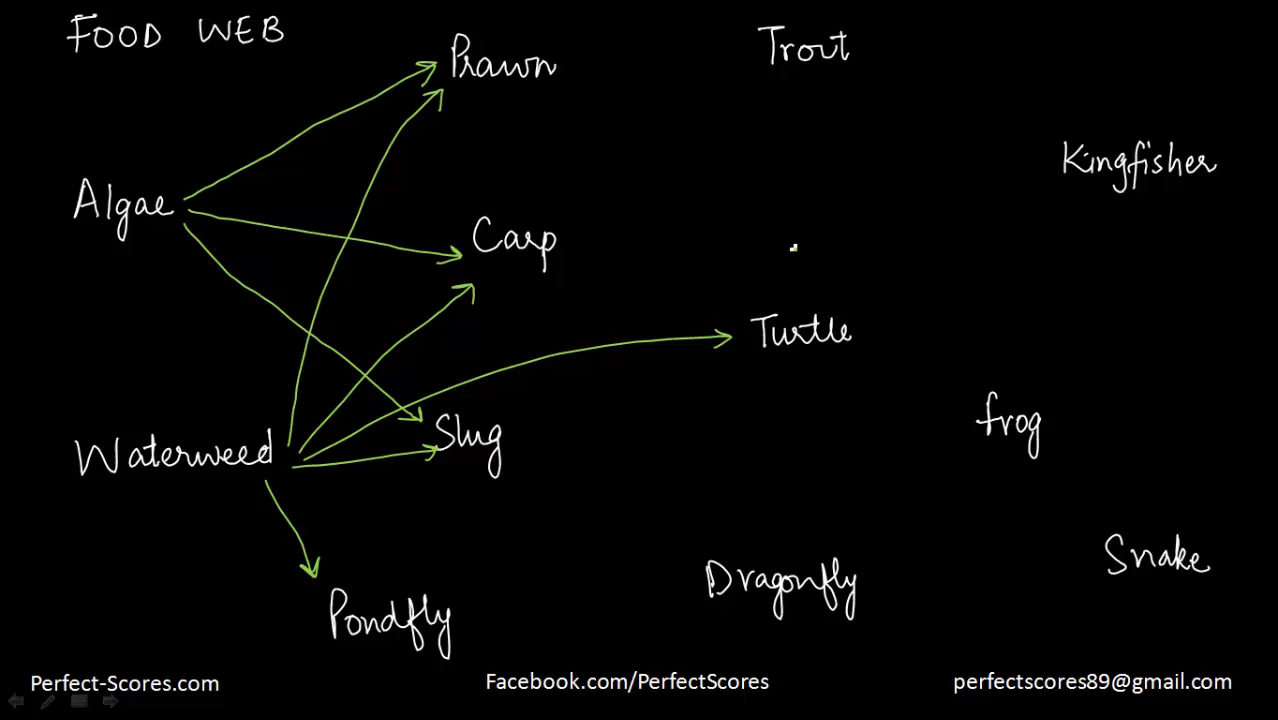 FOOD WEB
Prawn
Trout
Kingfisher
Algae
Carp
Turtle
Slug
frog
Waterweed
Snake
Dragonfly
Pondfly
Perfect-Scores.com
Facebook.com/PerfectScores
perfectscores89@gmail.com